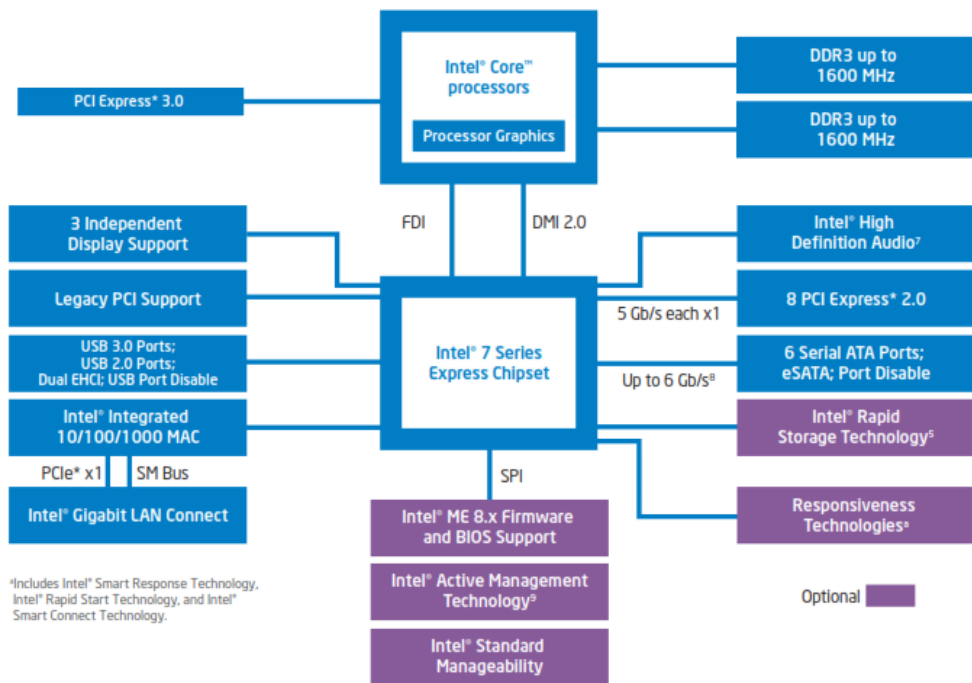 Intel® Core™
processors
Processor Graphics
PCI Express* 3.0
DDR3 up to
1600 MHz
DDR3 up to
1600 MHz
FDI
DMI 2.0
3 Independent
Display Support
Legacy PCI Support
USB 3.0 Ports;
USB 2.0 Ports;
Dual EHCI; USB Port Disable
Intel® Integrated
10/100/1000 MAC
PCIe* x1
SM Bus
Intel® Gigabit LAN Connect
Intel® 7 Series
Express Chipset
Intel® High
Definition Audio⁷
5 Gb/s each x1
8 PCI Express* 2.0
Up to 6 Gb/s⁸
6 Serial ATA Ports;
eSATA; Port Disable
Intel® Rapid
Storage Technology⁵
Responsiveness
Technologiesᵃ
SPI
Intel® ME 8.x Firmware
and BIOS Support
Intel® Active Management
Technology⁹
Intel® Standard
Manageability
ᵃIncludes Intel® Smart Response Technology,
Intel® Rapid Start Technology, and Intel®
Smart Connect Technology.
Optional